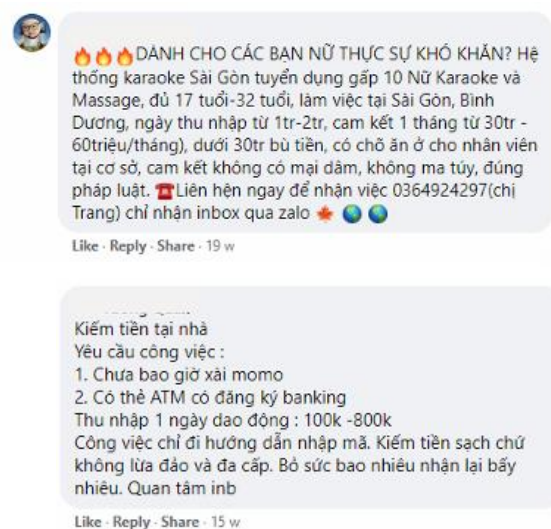 🔥🔥🔥DÀNH CHO CÁC BẠN NỮ THỰC SỰ KHÓ KHĂN? Hệ
thống karaoke Sài Gòn tuyển dụng gấp 10 Nữ Karaoke và
Massage, đủ 17 tuổi-32 tuổi, làm việc tại Sài Gòn, Bình
Dương, ngày thu nhập từ 1tr-2tr, cam kết 1 tháng từ 30tr -
60triệu/tháng), dưới 30tr bù tiền, có chõ ăn ở cho nhân viên
tại cơ sở, cam kết không có mại dâm, không ma túy, đúng
pháp luật. ☎️Liên hện ngay để nhận việc 0364924297(chị
Trang) chỉ nhận inbox qua zalo 🍁 🌎 🌎
Like · Reply · Share · 19 w
Kiếm tiền tại nhà
Yêu cầu công việc :
1. Chưa bao giờ xài momo
2. Có thẻ ATM có đăng ký banking
Thu nhập 1 ngày dao động : 100k -800k
Công việc chỉ đi hướng dẫn nhập mã. Kiếm tiền sạch chứ
không lừa đảo và đa cấp. Bỏ sức bao nhiêu nhận lại bấy
nhiêu. Quan tâm inb
Like · Reply · Share · 15 w